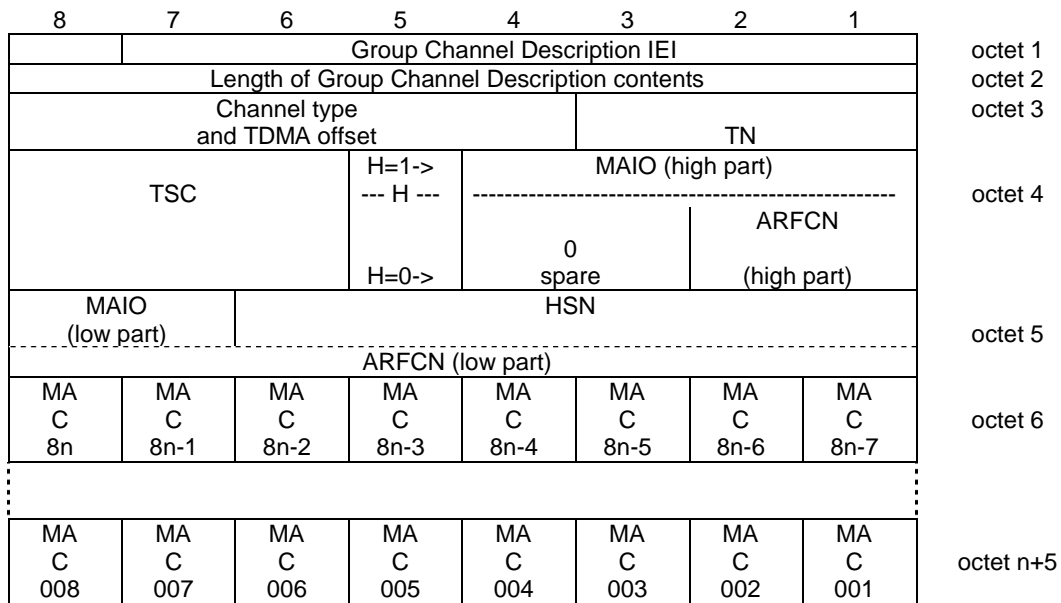 8 7 6 5 4 3 2 1
Group Channel Description IEI octet 1
Length of Group Channel Description contents octet 2
Channel type octet 3
and TDMA offset TN
H=1-> MAIO (high part)
TSC --- H --- ---------------------------------------------------- octet 4
ARFCN
0
H=0-> spare (high part)
MAIO HSN
(low part) octet 5
ARFCN (low part)
MA MA MA MA MA MA MA MA
C C C C C C C C octet 6
8n 8n-1 8n-2 8n-3 8n-4 8n-5 8n-6 8n-7
MA MA MA MA MA MA MA MA
C C C C C C C C octet n+5
008 007 006 005 004 003 002 001